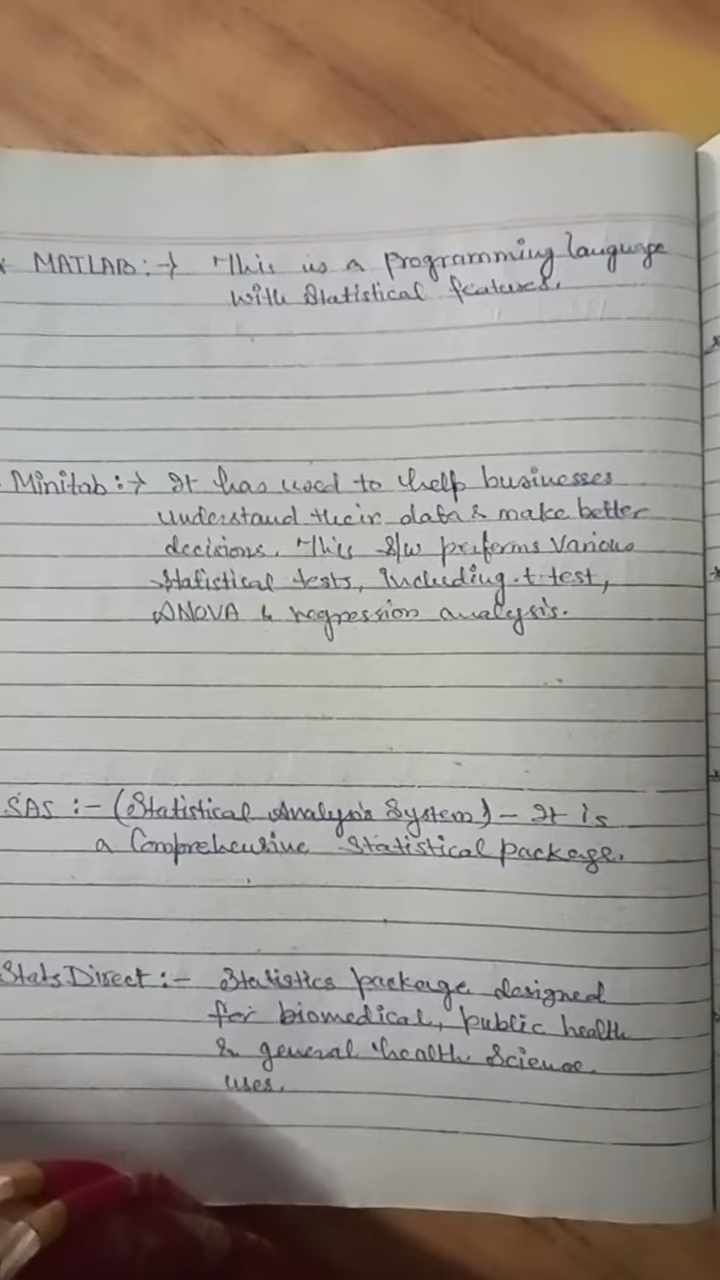 * MATLAB :→ This is a programming language
with statistical features.
Minitab :→ It has used to help businesses
understand their data & make better
decisions. This S/w performs various
statistical tests, including t-test,
ANOVA & regression analysis.
SAS :- (Statistical Analysis System) - It is
a Comprehensive statistical package.
Stats Direct :- Statistics package designed
for biomedical, public health
& general health science
uses.